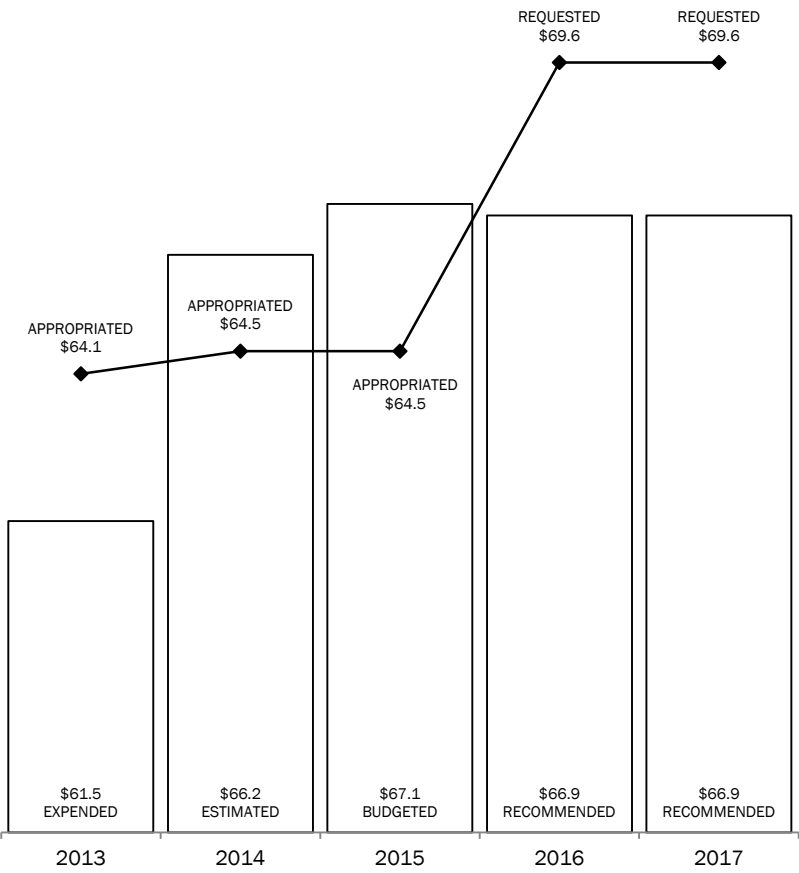 REQUESTED
$69.6
REQUESTED
$69.6
APPROPRIATED
$64.1
APPROPRIATED
$64.5
APPROPRIATED
$64.5
$61.5
EXPENDED
$66.2
ESTIMATED
$67.1
BUDGETED
$66.9
RECOMMENDED
$66.9
RECOMMENDED
2013
2014
2015
2016
2017